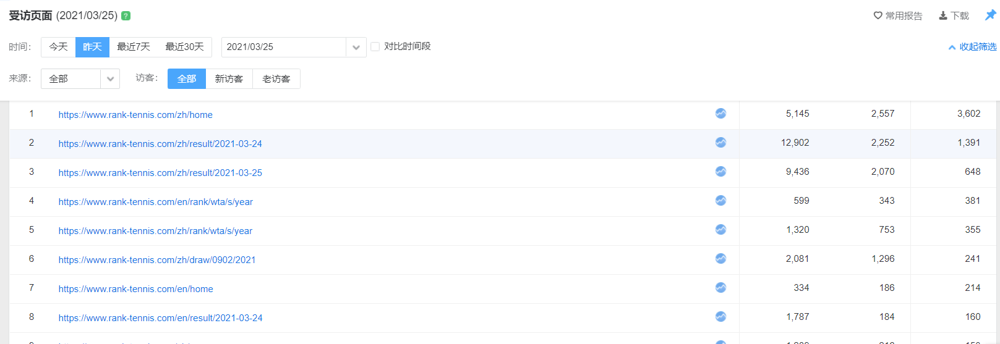 受访页面 (2021/03/25) ?
常用报告 下载
时间： 今天 昨天 最近7天 最近30天 2021/03/25 对比时间段 收起筛选
来源： 全部 访客： 全部 新访客 老访客
1 https://www.rank-tennis.com/zh/home 5,145 2,557 3,602
2 https://www.rank-tennis.com/zh/result/2021-03-24 12,902 2,252 1,391
3 https://www.rank-tennis.com/zh/result/2021-03-25 9,436 2,070 648
4 https://www.rank-tennis.com/en/rank/wta/s/year 599 343 381
5 https://www.rank-tennis.com/zh/rank/wta/s/year 1,320 753 355
6 https://www.rank-tennis.com/zh/draw/0902/2021 2,081 1,296 241
7 https://www.rank-tennis.com/en/home 334 186 214
8 https://www.rank-tennis.com/en/result/2021-03-24 1,787 184 160